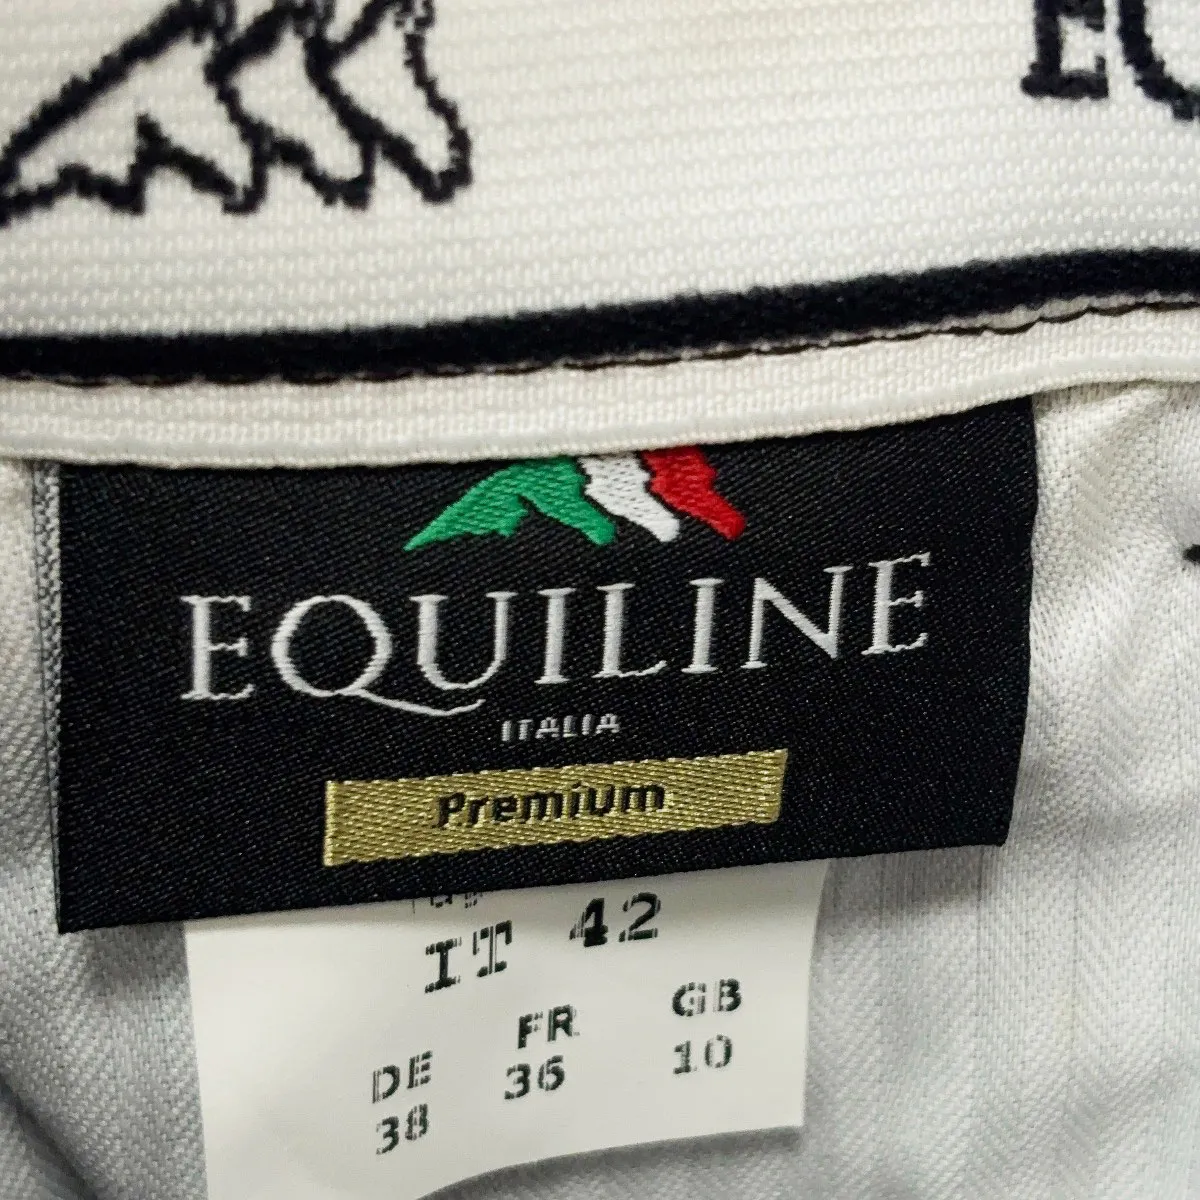 EQUILINE
ITALIA
Premium
IT 42
DE FR GB
38 36 10